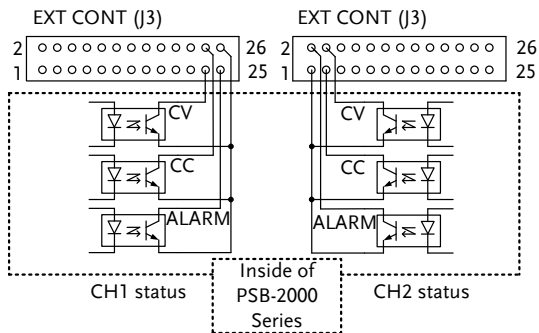 EXT CONT (J3)
EXT CONT (J3)
2 26
1 25
2 26
1 25
CV
CC
ALARM
CV
CC
ALARM
CH1 status
Inside of
PSB-2000
Series
CH2 status